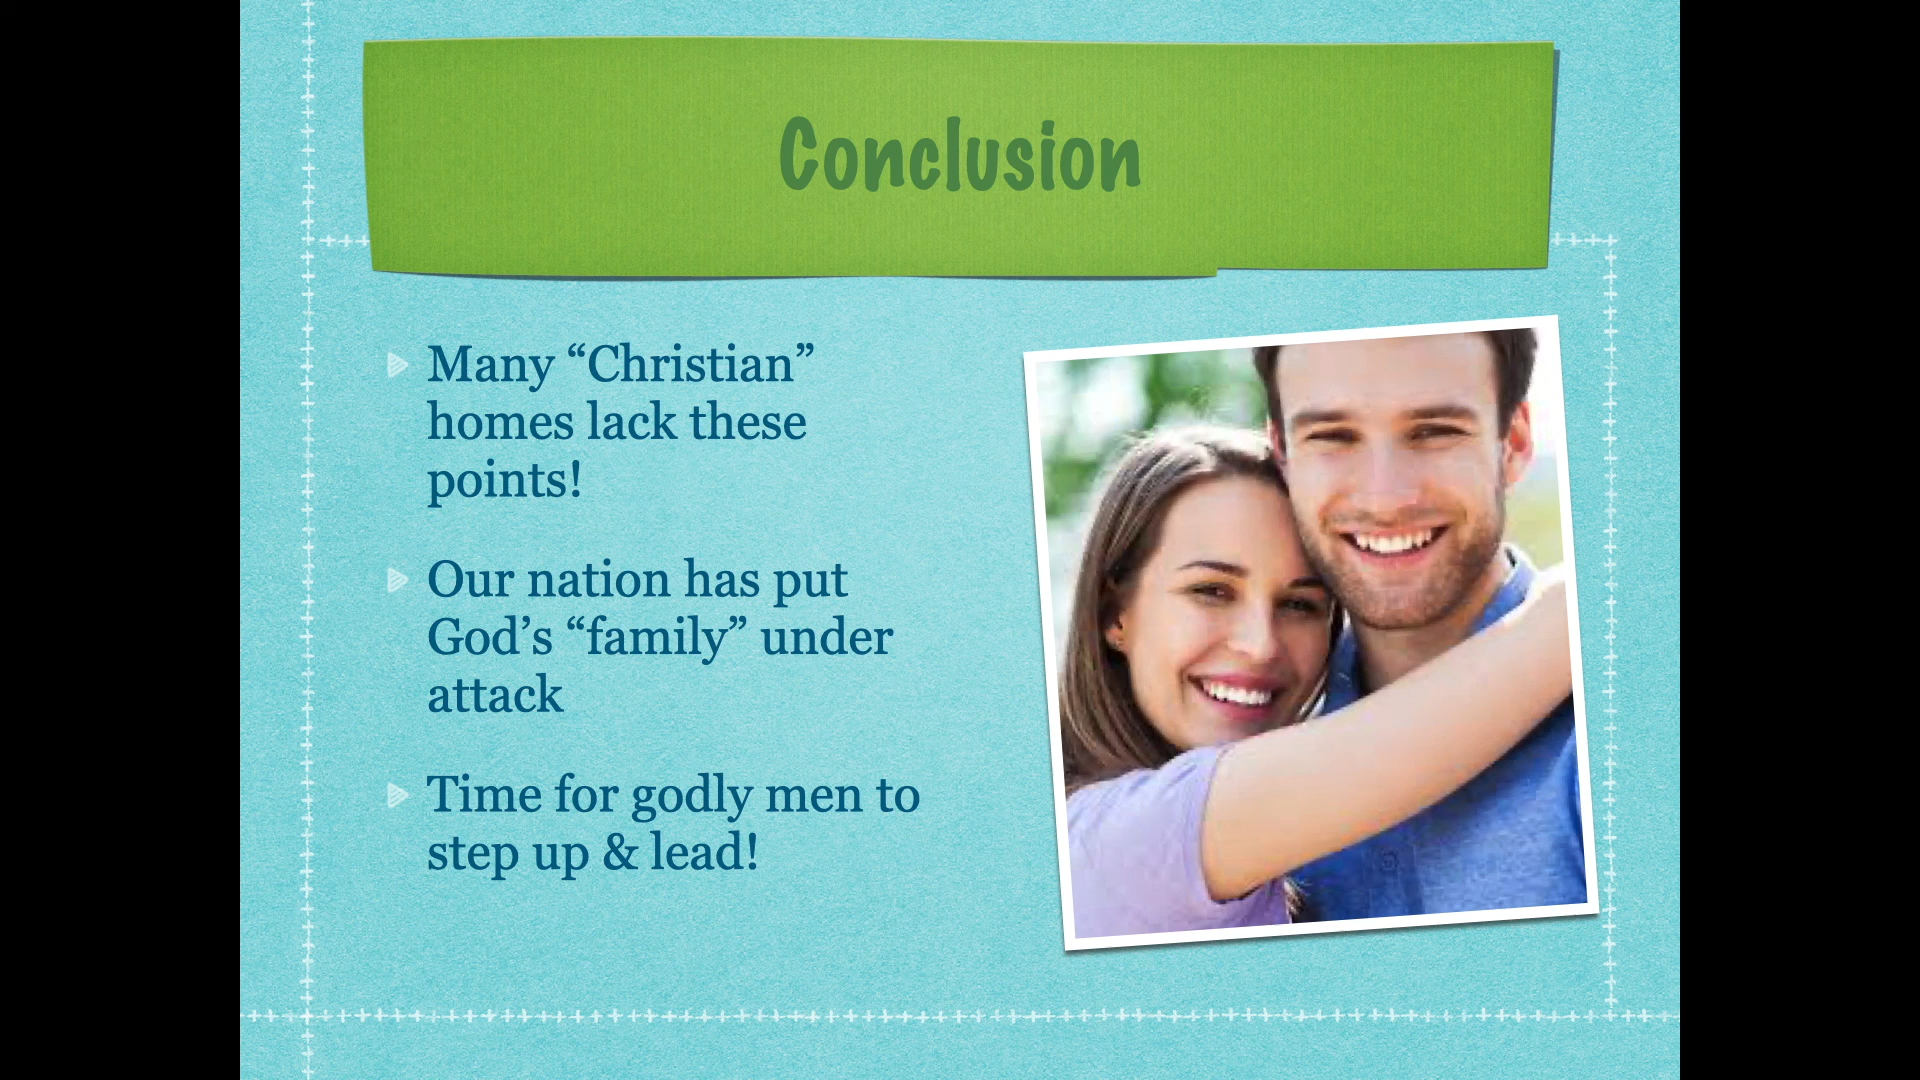 Conclusion
Many “Christian”
homes lack these
points!
Our nation has put
God’s “family” under
attack
Time for godly men to
step up & lead!